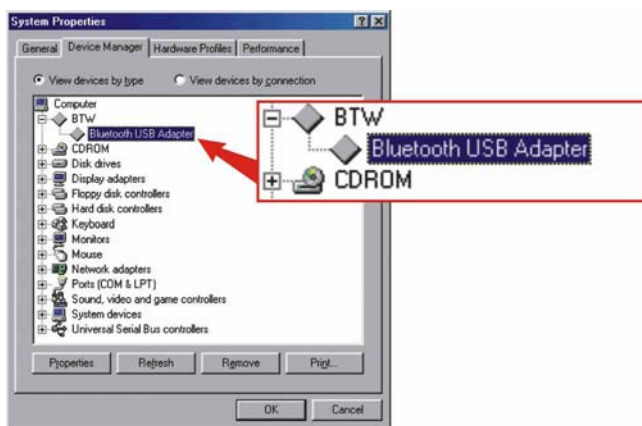 System Properties
General Device Manager Hardware Profiles Performance
View devices by type View devices by connection
Computer
BTW
Bluetooth USB Adapter
CDROM
Disk drives
Display adapters
Floppy disk controllers
Hard disk controllers
Keyboard
Monitors
Mouse
Network adapters
Ports (COM & LPT)
Sound, video and game controllers
System devices
Universal Serial Bus controllers
Properties Refresh Remove Print...
OK Cancel
BTW
Bluetooth USB Adapter
CDROM